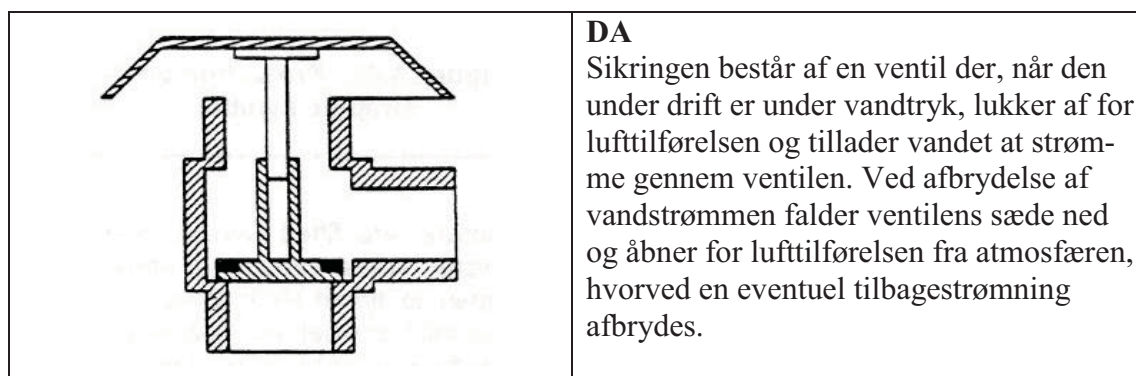 DA
Sikringen består af en ventil der, når den
under drift er under vandtryk, lukker af for
lufttilførelsen og tillader vandet at strøm-
me gennem ventilen. Ved afbrydelse af
vandstrømmen falder ventilens sæde ned
og åbner for lufttilførelsen fra atmosfæren,
hvorved en eventuel tilbagestrømning
afbrydes.